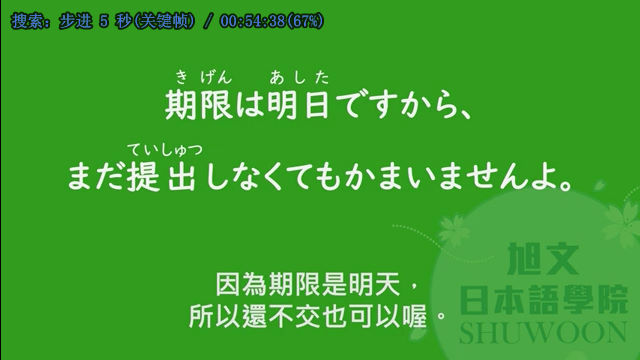 搜索: 步进 5 秒(关键帧) / 00:54:38(67%)
き げん あした
期限は明日ですから、
ていしゅつ
まだ提出しなくてもかまいませんよ。
因為期限是明天，
所以還不交也可以喔。
旭文
日本語學院
SHUWOON